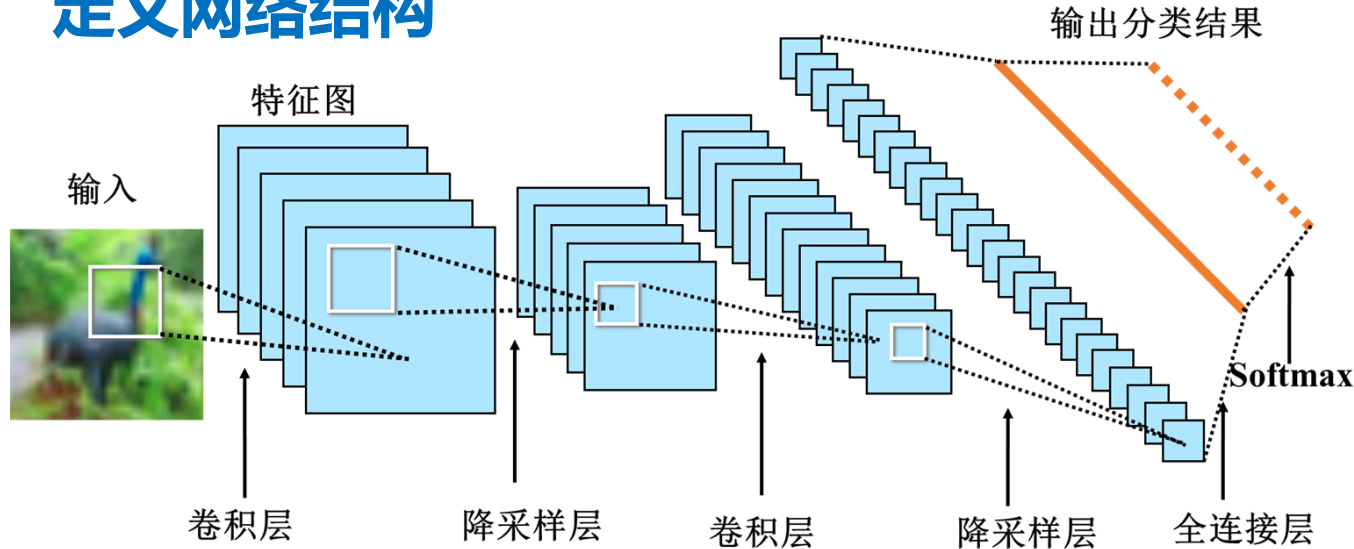 定义网络结构
输出分类结果
特征图
输入
Softmax
卷积层
降采样层
卷积层
降采样层
全连接层